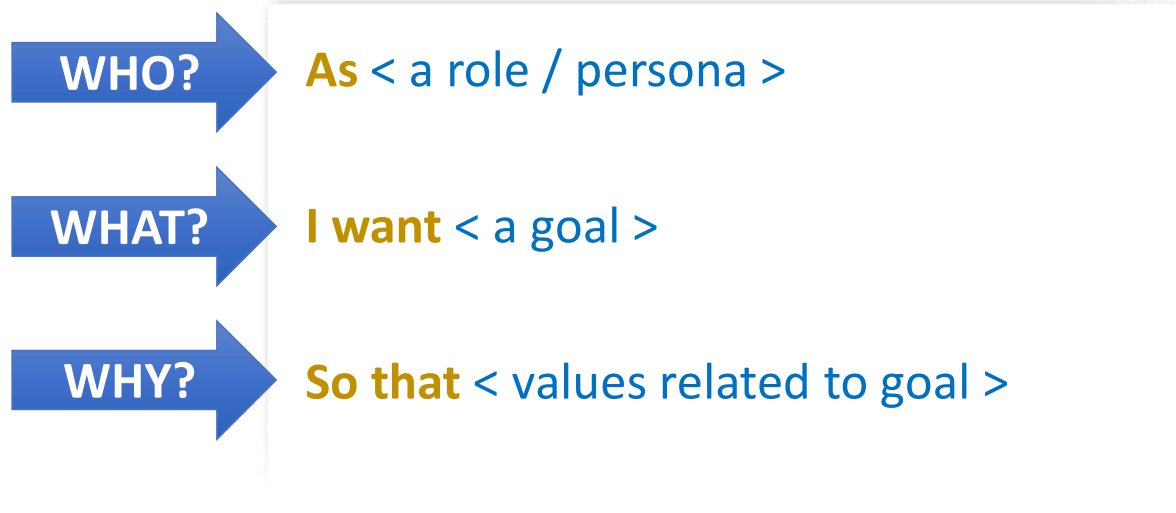 WHO? As < a role / persona >
WHAT? I want < a goal >
WHY? So that < values related to goal >